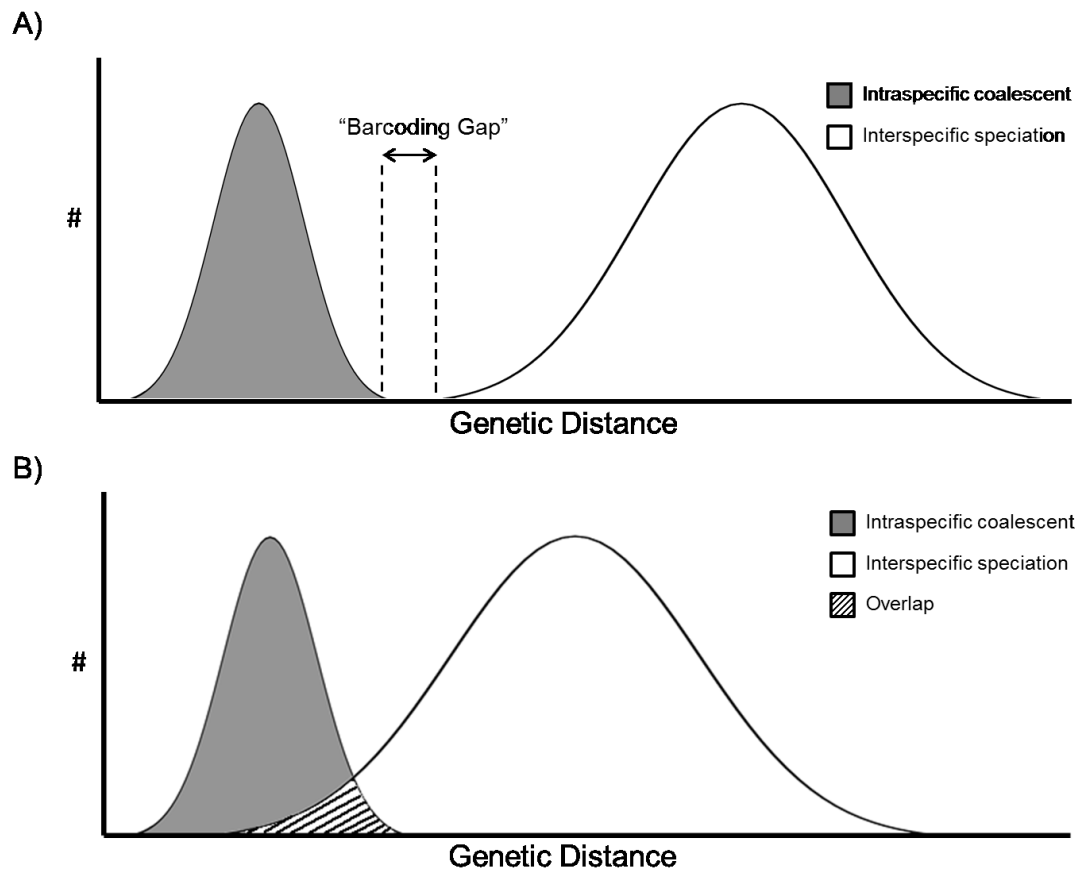 A)
Intraspecific coalescent
“Barcoding Gap”
Interspecific speciation
#
Genetic Distance
B)
Intraspecific coalescent
Interspecific speciation
Overlap
#
Genetic Distance